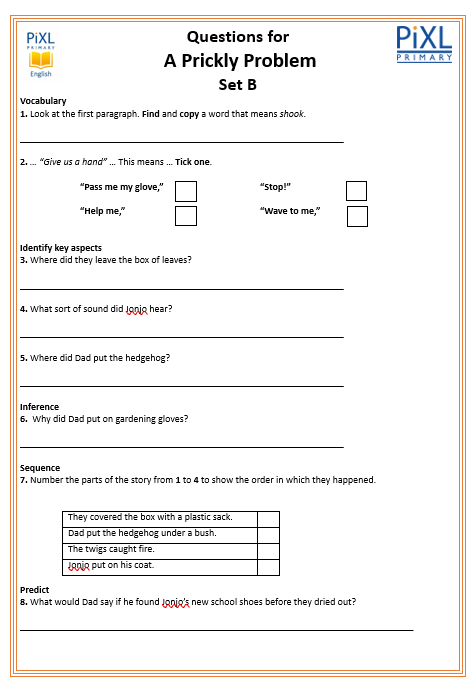 PiXL
PRIMARY
English
Questions for
A Prickly Problem
Set B
PiXL
PRIMARY
Vocabulary
1. Look at the first paragraph. Find and copy a word that means shook.
2. ... “Give us a hand” ... This means ... Tick one.
“Pass me my glove,” “Stop!”
“Help me,” “Wave to me,”
Identify key aspects
3. Where did they leave the box of leaves?
4. What sort of sound did Jonjo hear?
5. Where did Dad put the hedgehog?
Inference
6. Why did Dad put on gardening gloves?
Sequence
7. Number the parts of the story from 1 to 4 to show the order in which they happened.
They covered the box with a plastic sack.
Dad put the hedgehog under a bush.
The twigs caught fire.
Jonjo put on his coat.
Predict
8. What would Dad say if he found Jonjo’s new school shoes before they dried out?